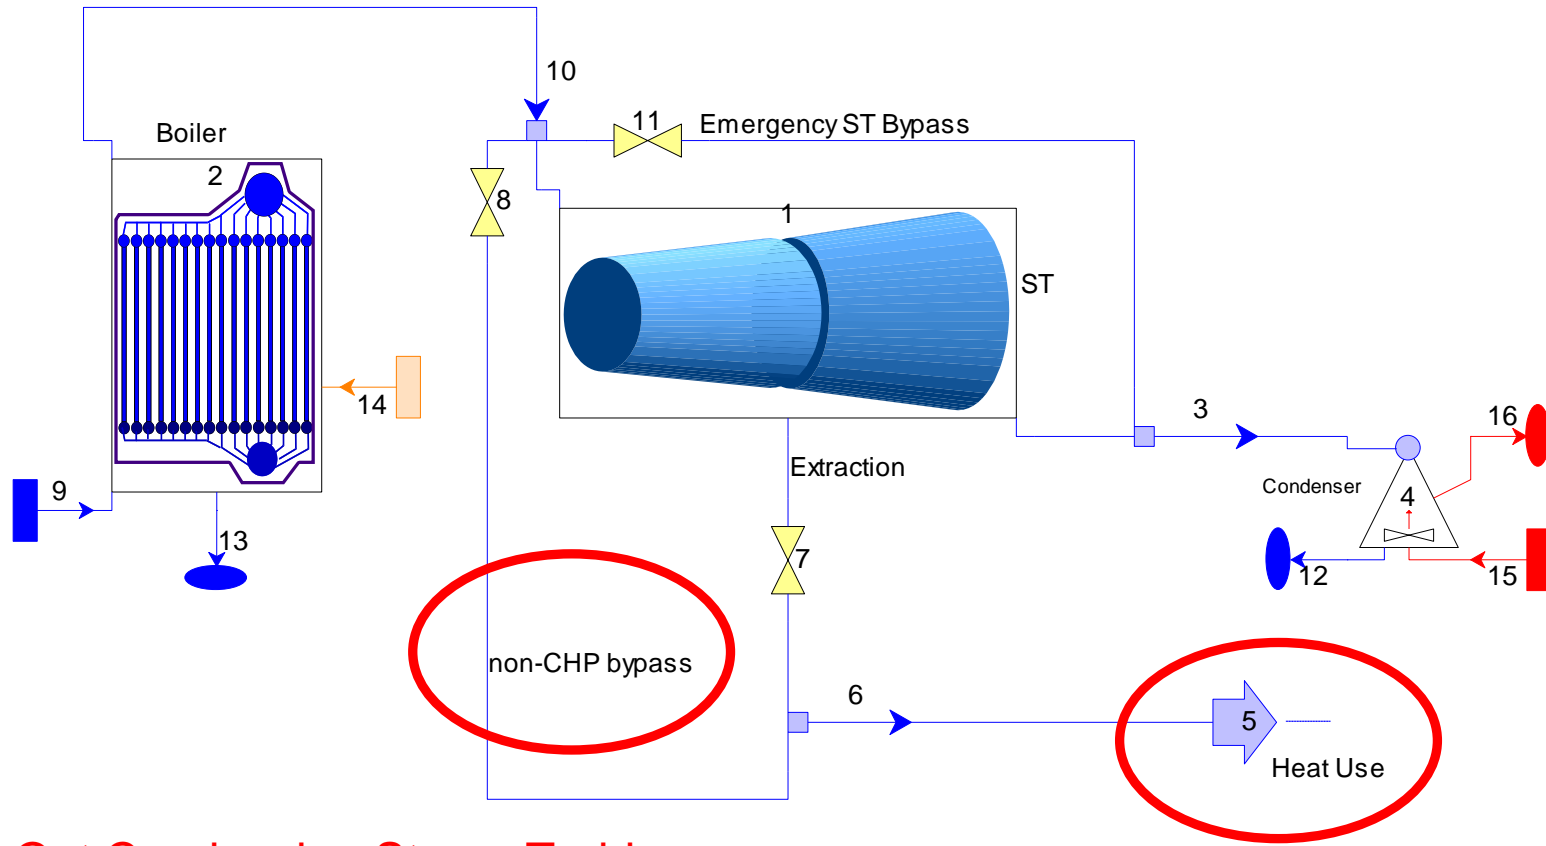 10
11
Emergency ST Bypass
Boiler
2
8
1
ST
14
3
16
Extraction
Condenser
4
9
13
7
12
15
non-CHP bypass
6
5
Heat Use